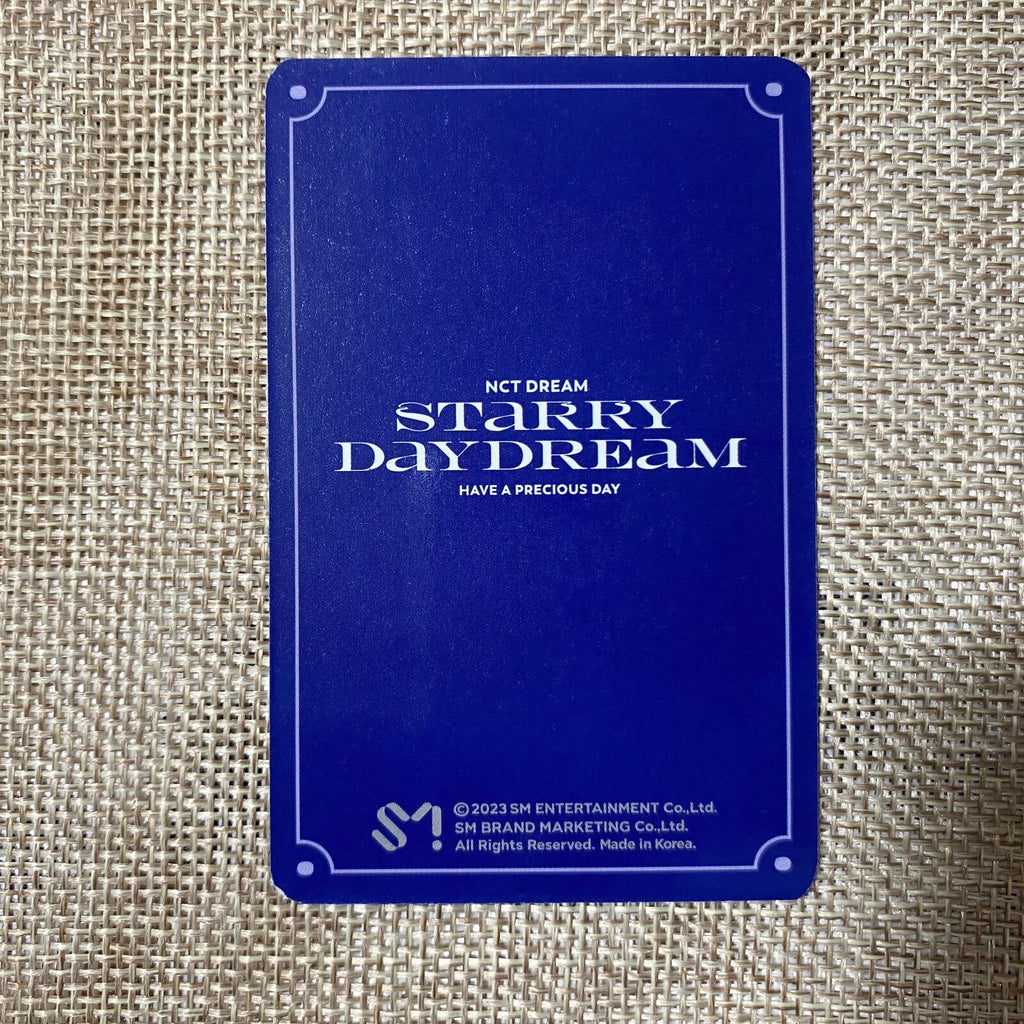 NCT DREAM
STARRY
DAYDREAM
HAVE A PRECIOUS DAY
SM
©2023 SM ENTERTAINMENT Co.,Ltd.
SM BRAND MARKETING Co.,Ltd.
All Rights Reserved. Made in Korea.